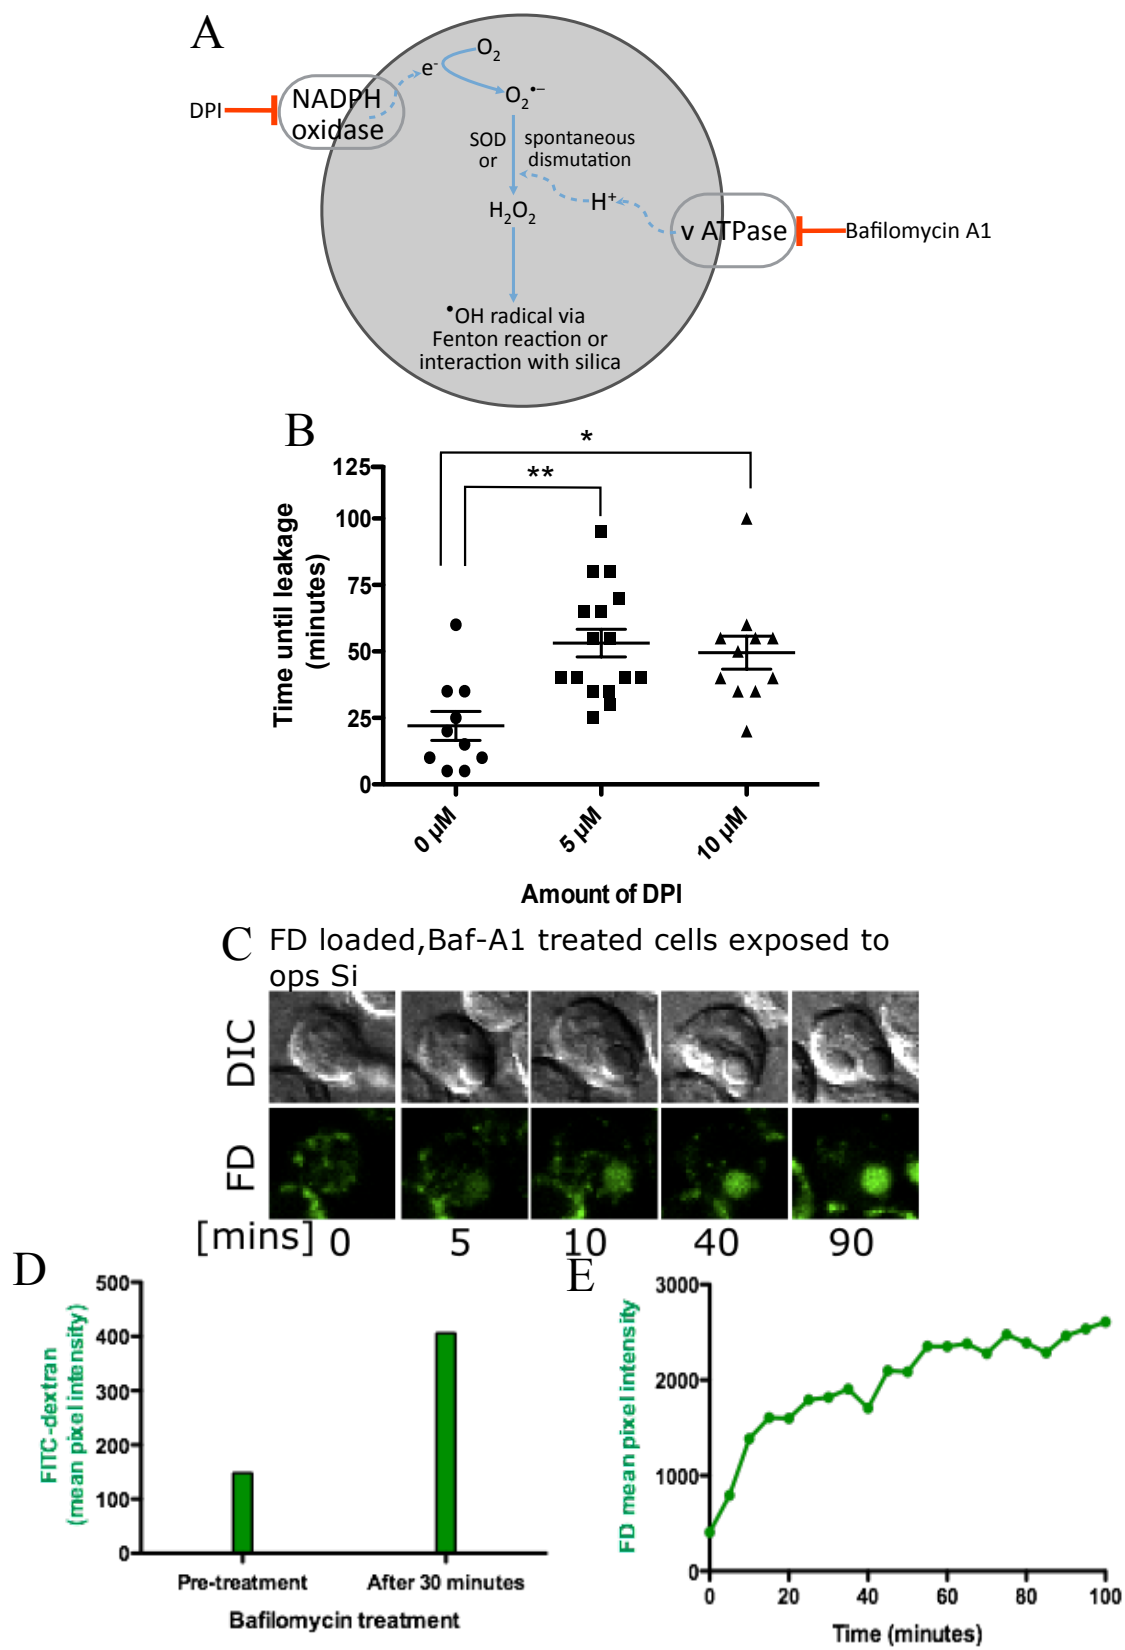 A
O2
e-
O2•–
DPI
NADPH
oxidase
SOD
or
spontaneous
dismutation
H2O2
H+
v ATPase
Bafilomycin A1
•OH radical via
Fenton reaction or
interaction with silica
B
*
**
Time until leakage
(minutes)
125
100
75
50
25
0
0 µM
5 µM
10 µM
Amount of DPI
C
FD loaded,Baf-A1 treated cells exposed to
ops Si
DIC
FD
[mins] 0 5 10 40 90
D
FITC-dextran
(mean pixel intensity)
500
400
300
200
100
0
Pre-treatment
After 30 minutes
Bafilomycin treatment
E
FD mean pixel intensity
3000
2000
1000
0
0 20 40 60 80 100
Time (minutes)